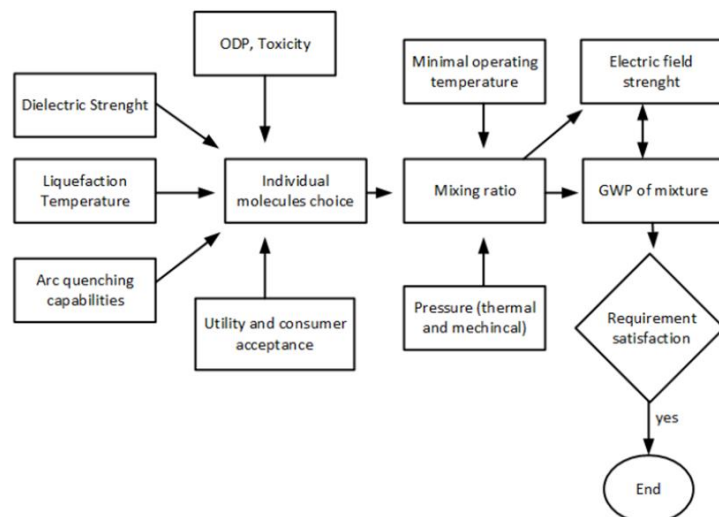 ODP, Toxicity
Dielectric Strenght
Liquefaction
Temperature
Arc quenching
capabilities
Individual
molecules choice
Utility and consumer
acceptance
Minimal operating
temperature
Mixing ratio
Pressure (thermal
and mechincal)
Electric field
strenght
GWP of mixture
Requirement
satisfaction
yes
End